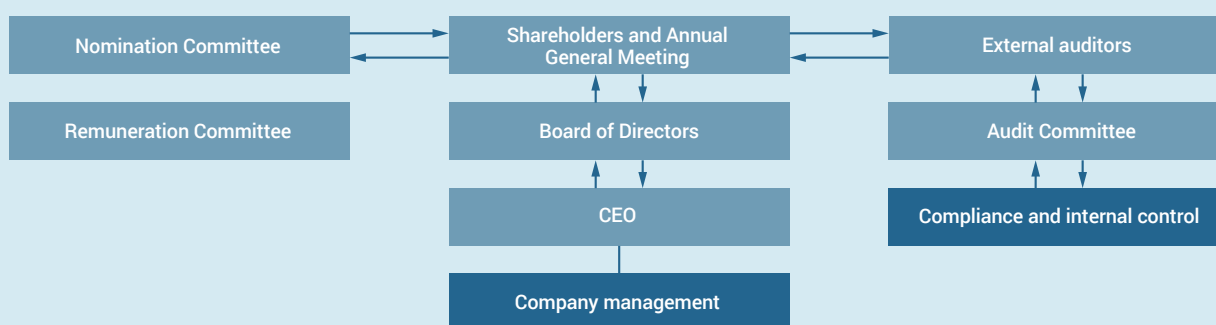 Nomination Committee
Shareholders and Annual
General Meeting
External auditors
Remuneration Committee
Board of Directors
Audit Committee
CEO
Compliance and internal control
Company management